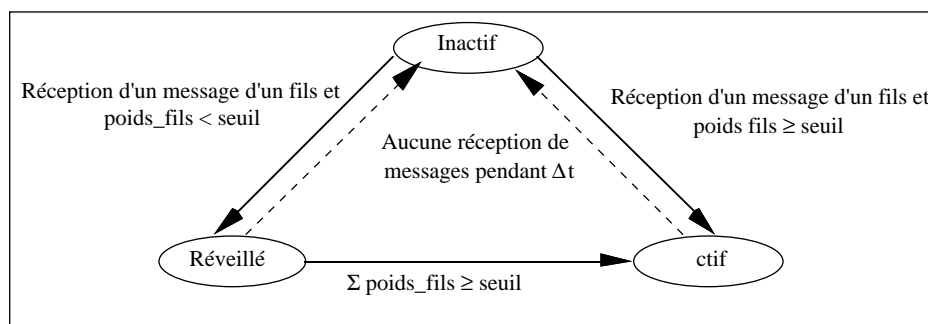 Inactif
Réception d'un message d'un fils et
poids_fils < seuil
Réception d'un message d'un fils et
poids fils ≥ seuil
Aucune réception de
messages pendant Δt
Réveillé
ctif
Σ poids_fils ≥ seuil